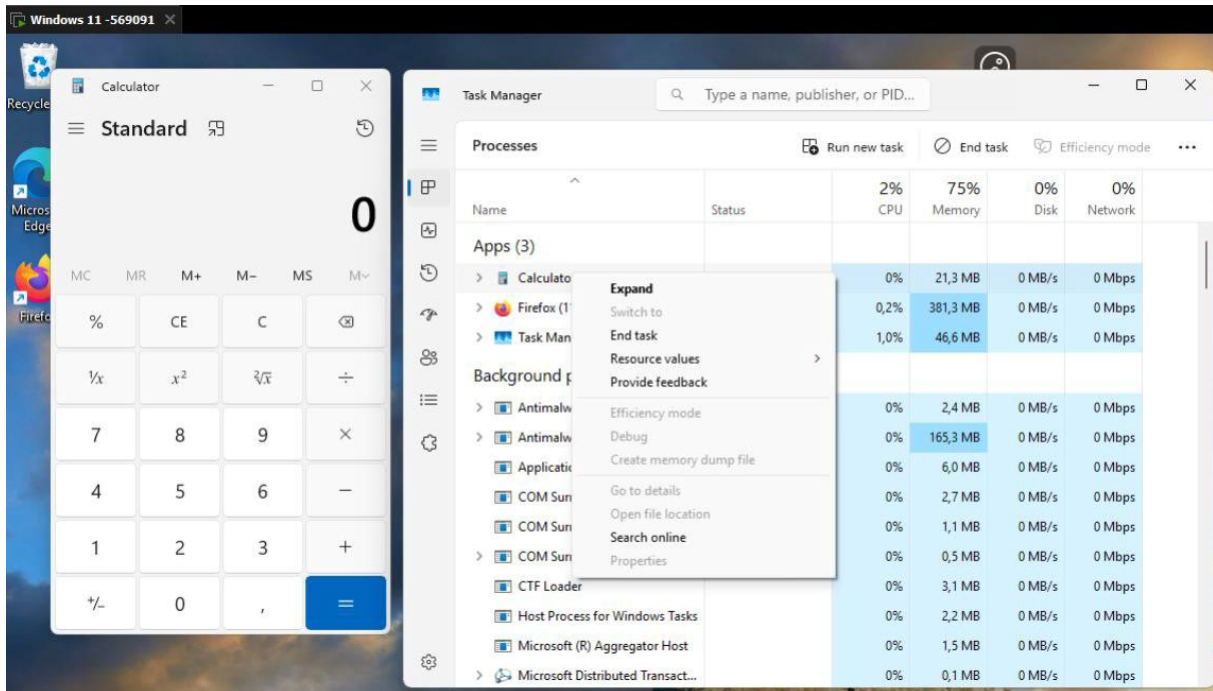 Windows 11 -569091
Recycle
Micros
Edge
Firefo
Calculator
Standard
0
MC MR M+ M− MS M
% CE C
¹/x x² ²√x ÷
7 8 9 ×
4 5 6 −
1 2 3 +
+/− 0 , =
Task Manager
Type a name, publisher, or PID...
Processes
Run new task End task Efficiency mode ...
2% 75% 0% 0%
Name Status CPU Memory Disk Network
Apps (3)
Calculato 0% 21,3 MB 0 MB/s 0 Mbps
Firefox (1 0,2% 381,3 MB 0 MB/s 0 Mbps
Task Man 1,0% 46,6 MB 0 MB/s 0 Mbps
Background p
Antimalw 0% 2,4 MB 0 MB/s 0 Mbps
Antimalw 0% 165,3 MB 0 MB/s 0 Mbps
Applicatic 0% 6,0 MB 0 MB/s 0 Mbps
COM Surr 0% 2,7 MB 0 MB/s 0 Mbps
COM Surr 0% 1,1 MB 0 MB/s 0 Mbps
COM Surr 0% 0,5 MB 0 MB/s 0 Mbps
CTF Loader 0% 3,1 MB 0 MB/s 0 Mbps
Host Process for Windows Tasks 0% 2,2 MB 0 MB/s 0 Mbps
Microsoft (R) Aggregator Host 0% 1,5 MB 0 MB/s 0 Mbps
Microsoft Distributed Transact... 0% 0,1 MB 0 MB/s 0 Mbps
Expand
Switch to
End task
Resource values
Provide feedback
Efficiency mode
Debug
Create memory dump file
Go to details
Open file location
Search online
Properties